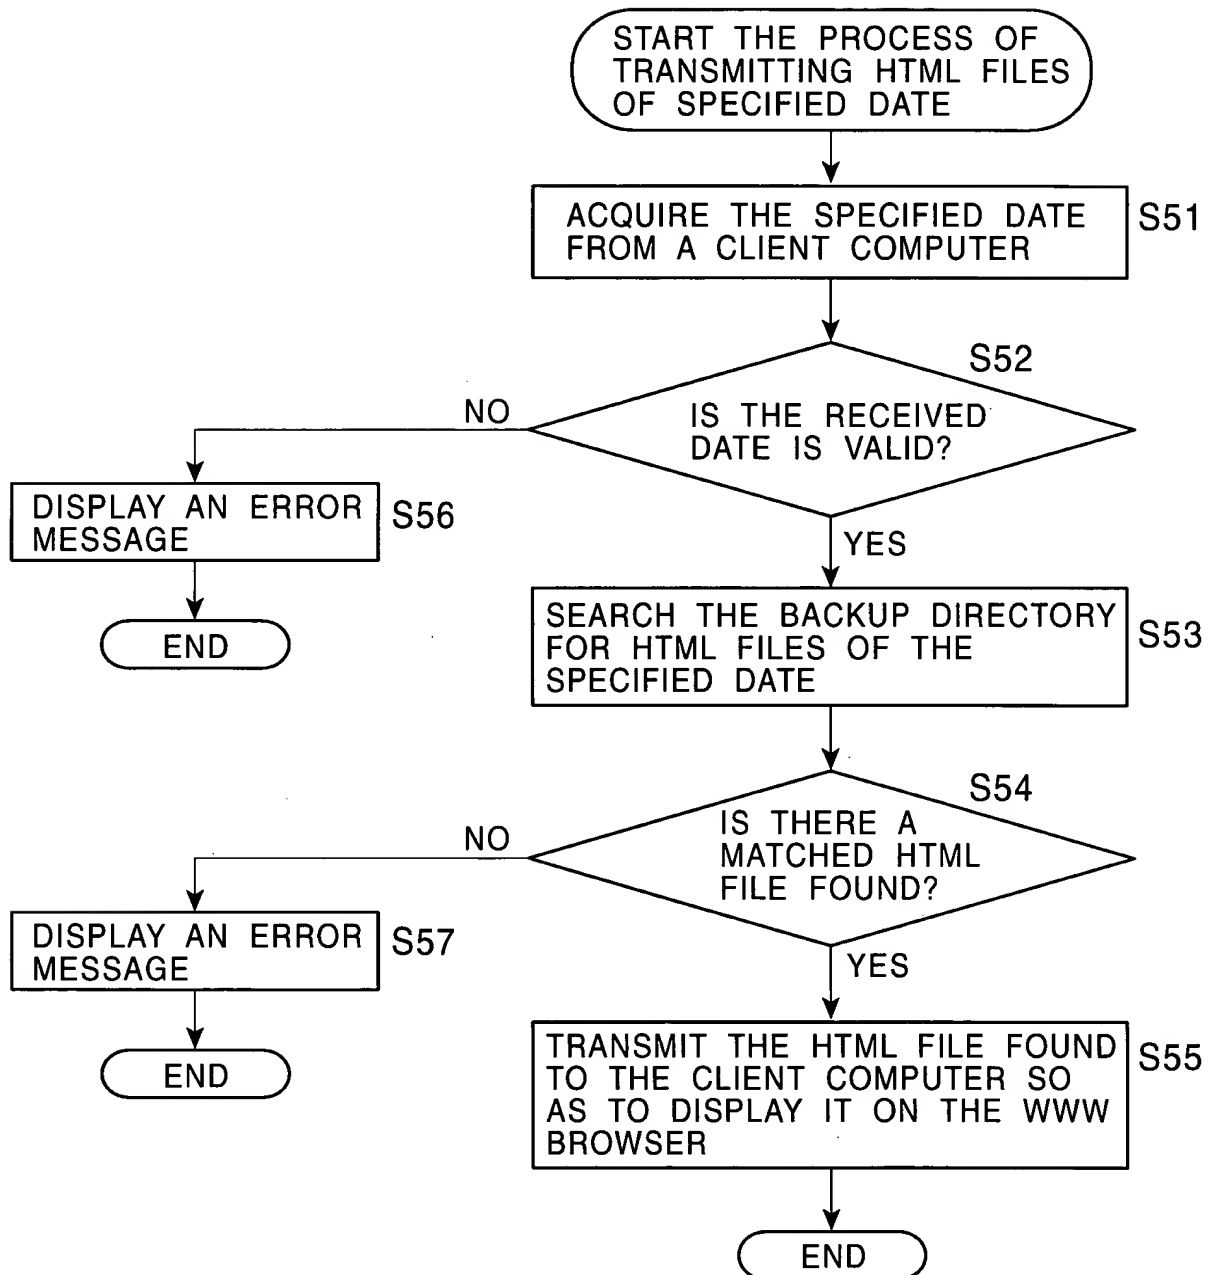 START THE PROCESS OF
TRANSMITTING HTML FILES
OF SPECIFIED DATE
ACQUIRE THE SPECIFIED DATE
FROM A CLIENT COMPUTER
S51
S52
IS THE RECEIVED
DATE IS VALID?
NO
YES
DISPLAY AN ERROR
MESSAGE
S56
END
SEARCH THE BACKUP DIRECTORY
FOR HTML FILES OF THE
SPECIFIED DATE
S53
S54
IS THERE A
MATCHED HTML
FILE FOUND?
NO
YES
DISPLAY AN ERROR
MESSAGE
S57
END
TRANSMIT THE HTML FILE FOUND
TO THE CLIENT COMPUTER SO
AS TO DISPLAY IT ON THE WWW
BROWSER
S55
END